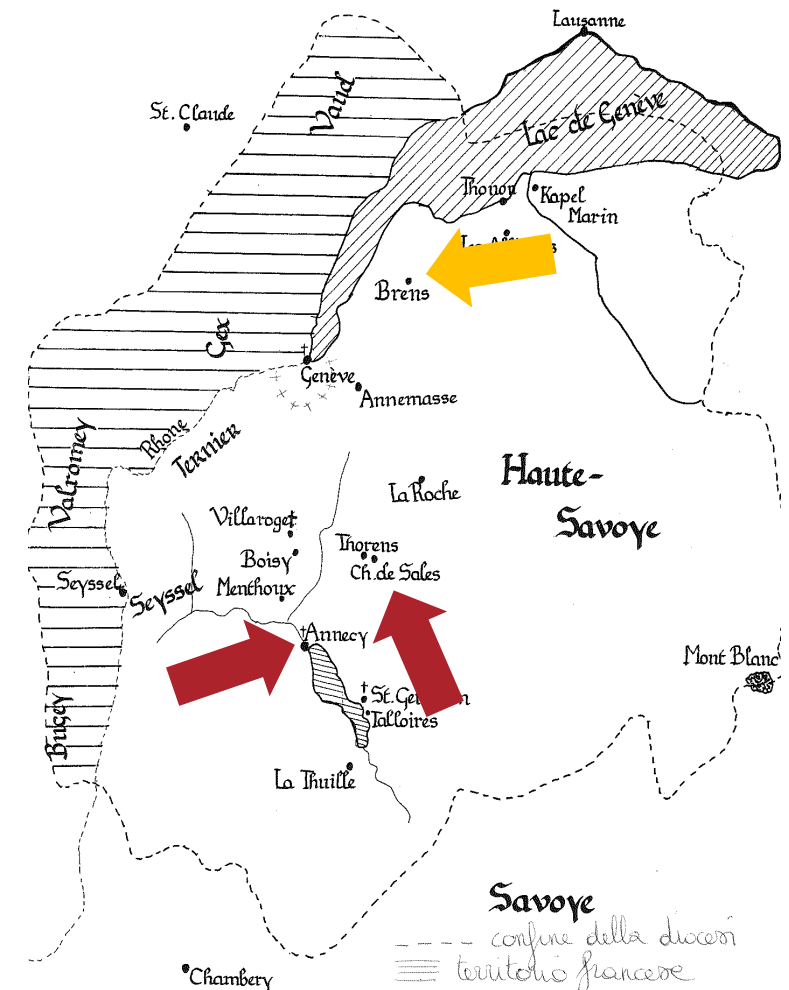 Lausanne
St. Claude
Vaud
Lac de Genève
Thonon
Kapel
Marin
Brens
Gex
Genève
Annemasse
Rhone
Ternier
Valromey
Haute-
Savoye
La Roche
Villaroget
Thorens
Boisy
Ch. de Sales
Menthoux
Seyssel
Seyssel
Annecy
Mont Blanc
St. Ge
Talloires
Bugey
La Thuille
Savoye
confine della diocesi
territorio francese
Chambery